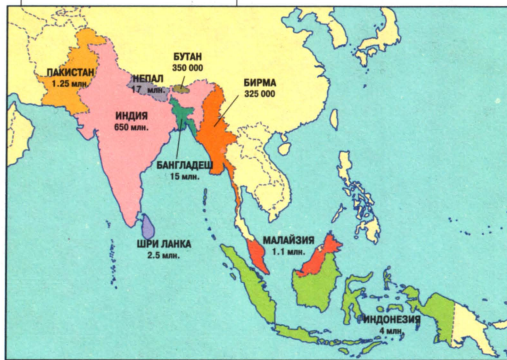 ПАКИСТАН
1.25 млн.
НЕПАЛ
17 млн.
БУТАН
350 000
БИРМА
325 000
ИНДИЯ
650 млн.
БАНГЛАДЕШ
15 млн.
ШРИ ЛАНКА
2.5 млн.
МАЛАЙЗИЯ
1.1 млн.
ИНДОНЕЗИЯ
4 млн.